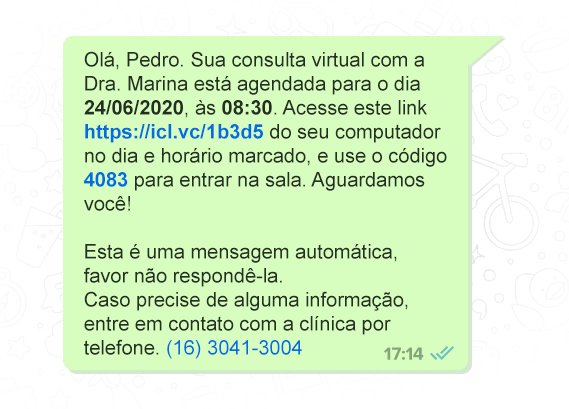 Olá, Pedro. Sua consulta virtual com a
Dra. Marina está agendada para o dia
24/06/2020, às 08:30. Acesse este link
https://icl.vc/1b3d5 do seu computador
no dia e horário marcado, e use o código
4083 para entrar na sala. Aguardamos
você!
Esta é uma mensagem automática,
favor não respondê-la.
Caso precise de alguma informação,
entre em contato com a clínica por
telefone. (16) 3041-3004
17:14